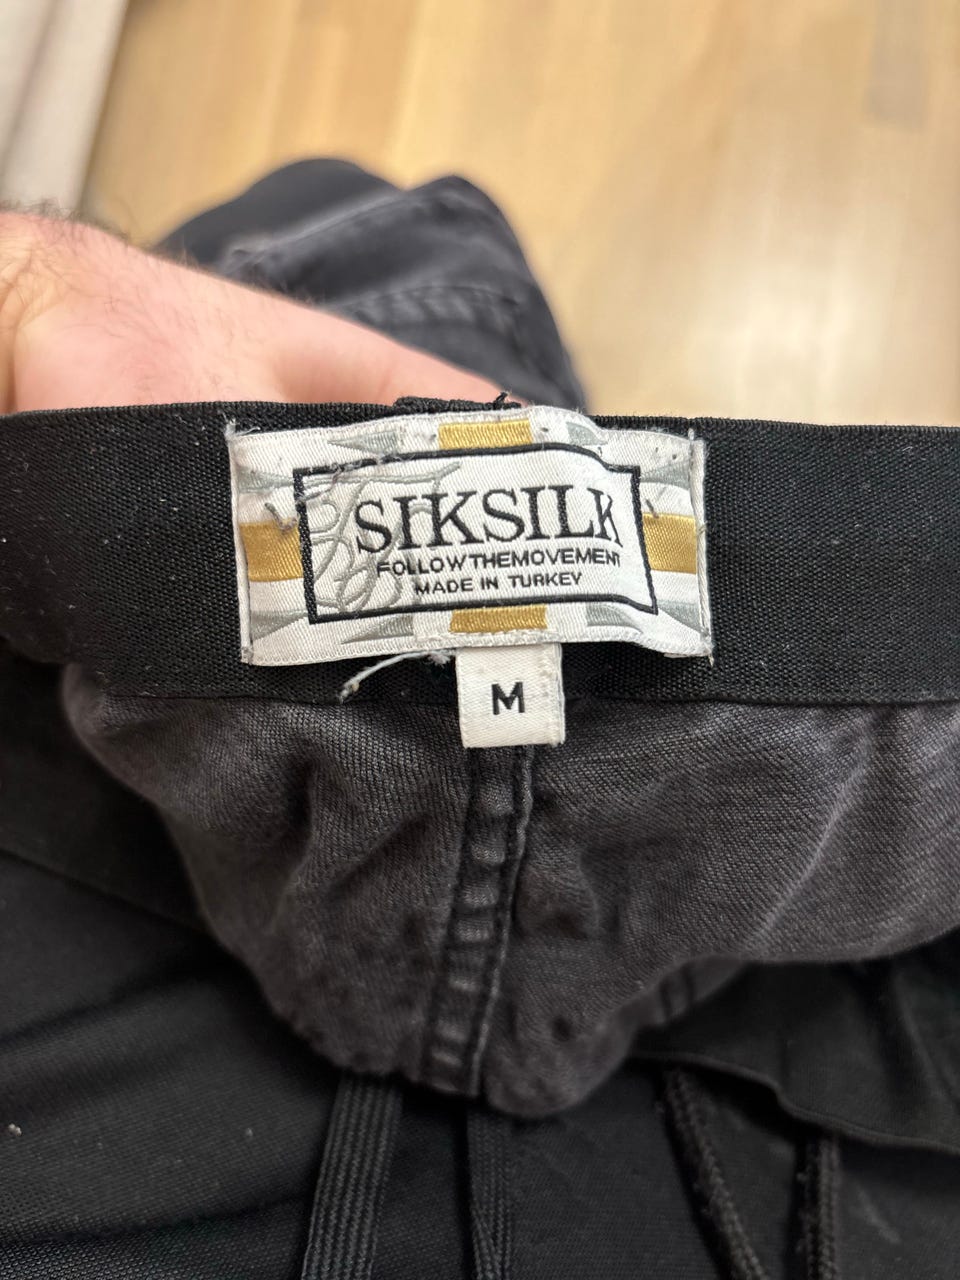 SIKSILK
FOLLOWTHEMOVEMENT
MADE IN TURKEY
M